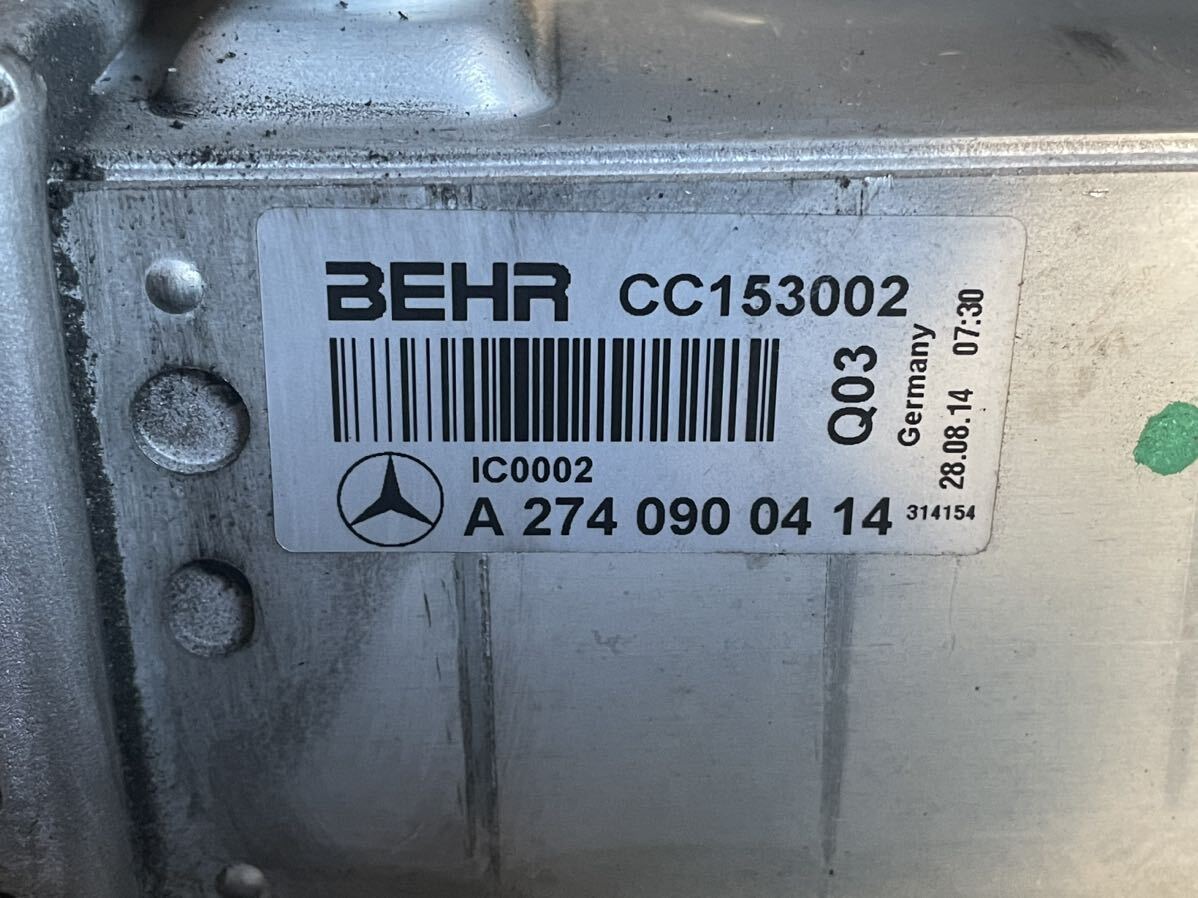 BEHR CC153002
Q03
Germany
28.08.14 07:30
IC0002
A 274 090 04 14 314154